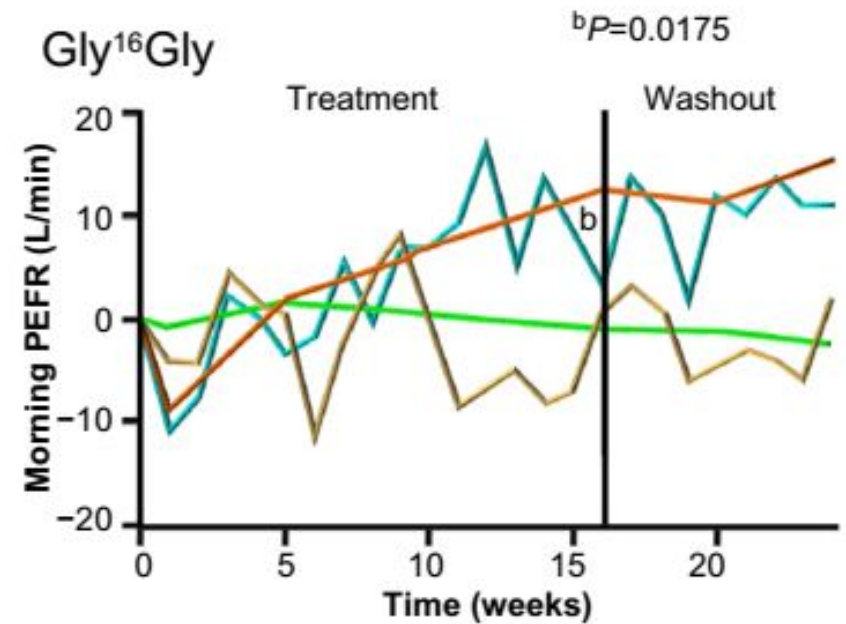 ᵇP=0.0175
Gly¹⁶Gly
Treatment Washout
20
10
0
−10
−20
Morning PEFR (L/min)
b
0 5 10 15 20
Time (weeks)